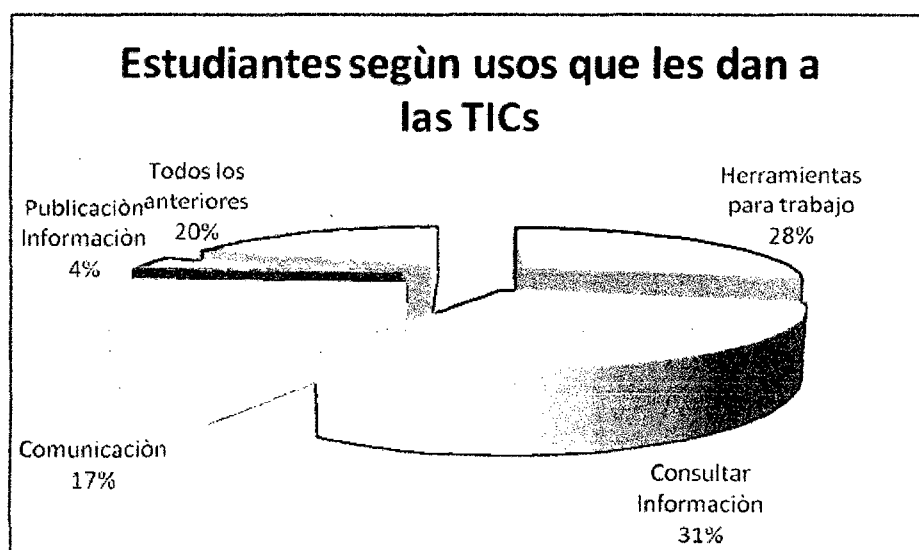 Estudiantes segùn usos que les dan a
las TICs
Todos los
anteriores
20%
Publicaciòn
Informaciòn
4%
Herramientas
para trabajo
28%
Comunicaciòn
17%
Consultar
Informaciòn
31%